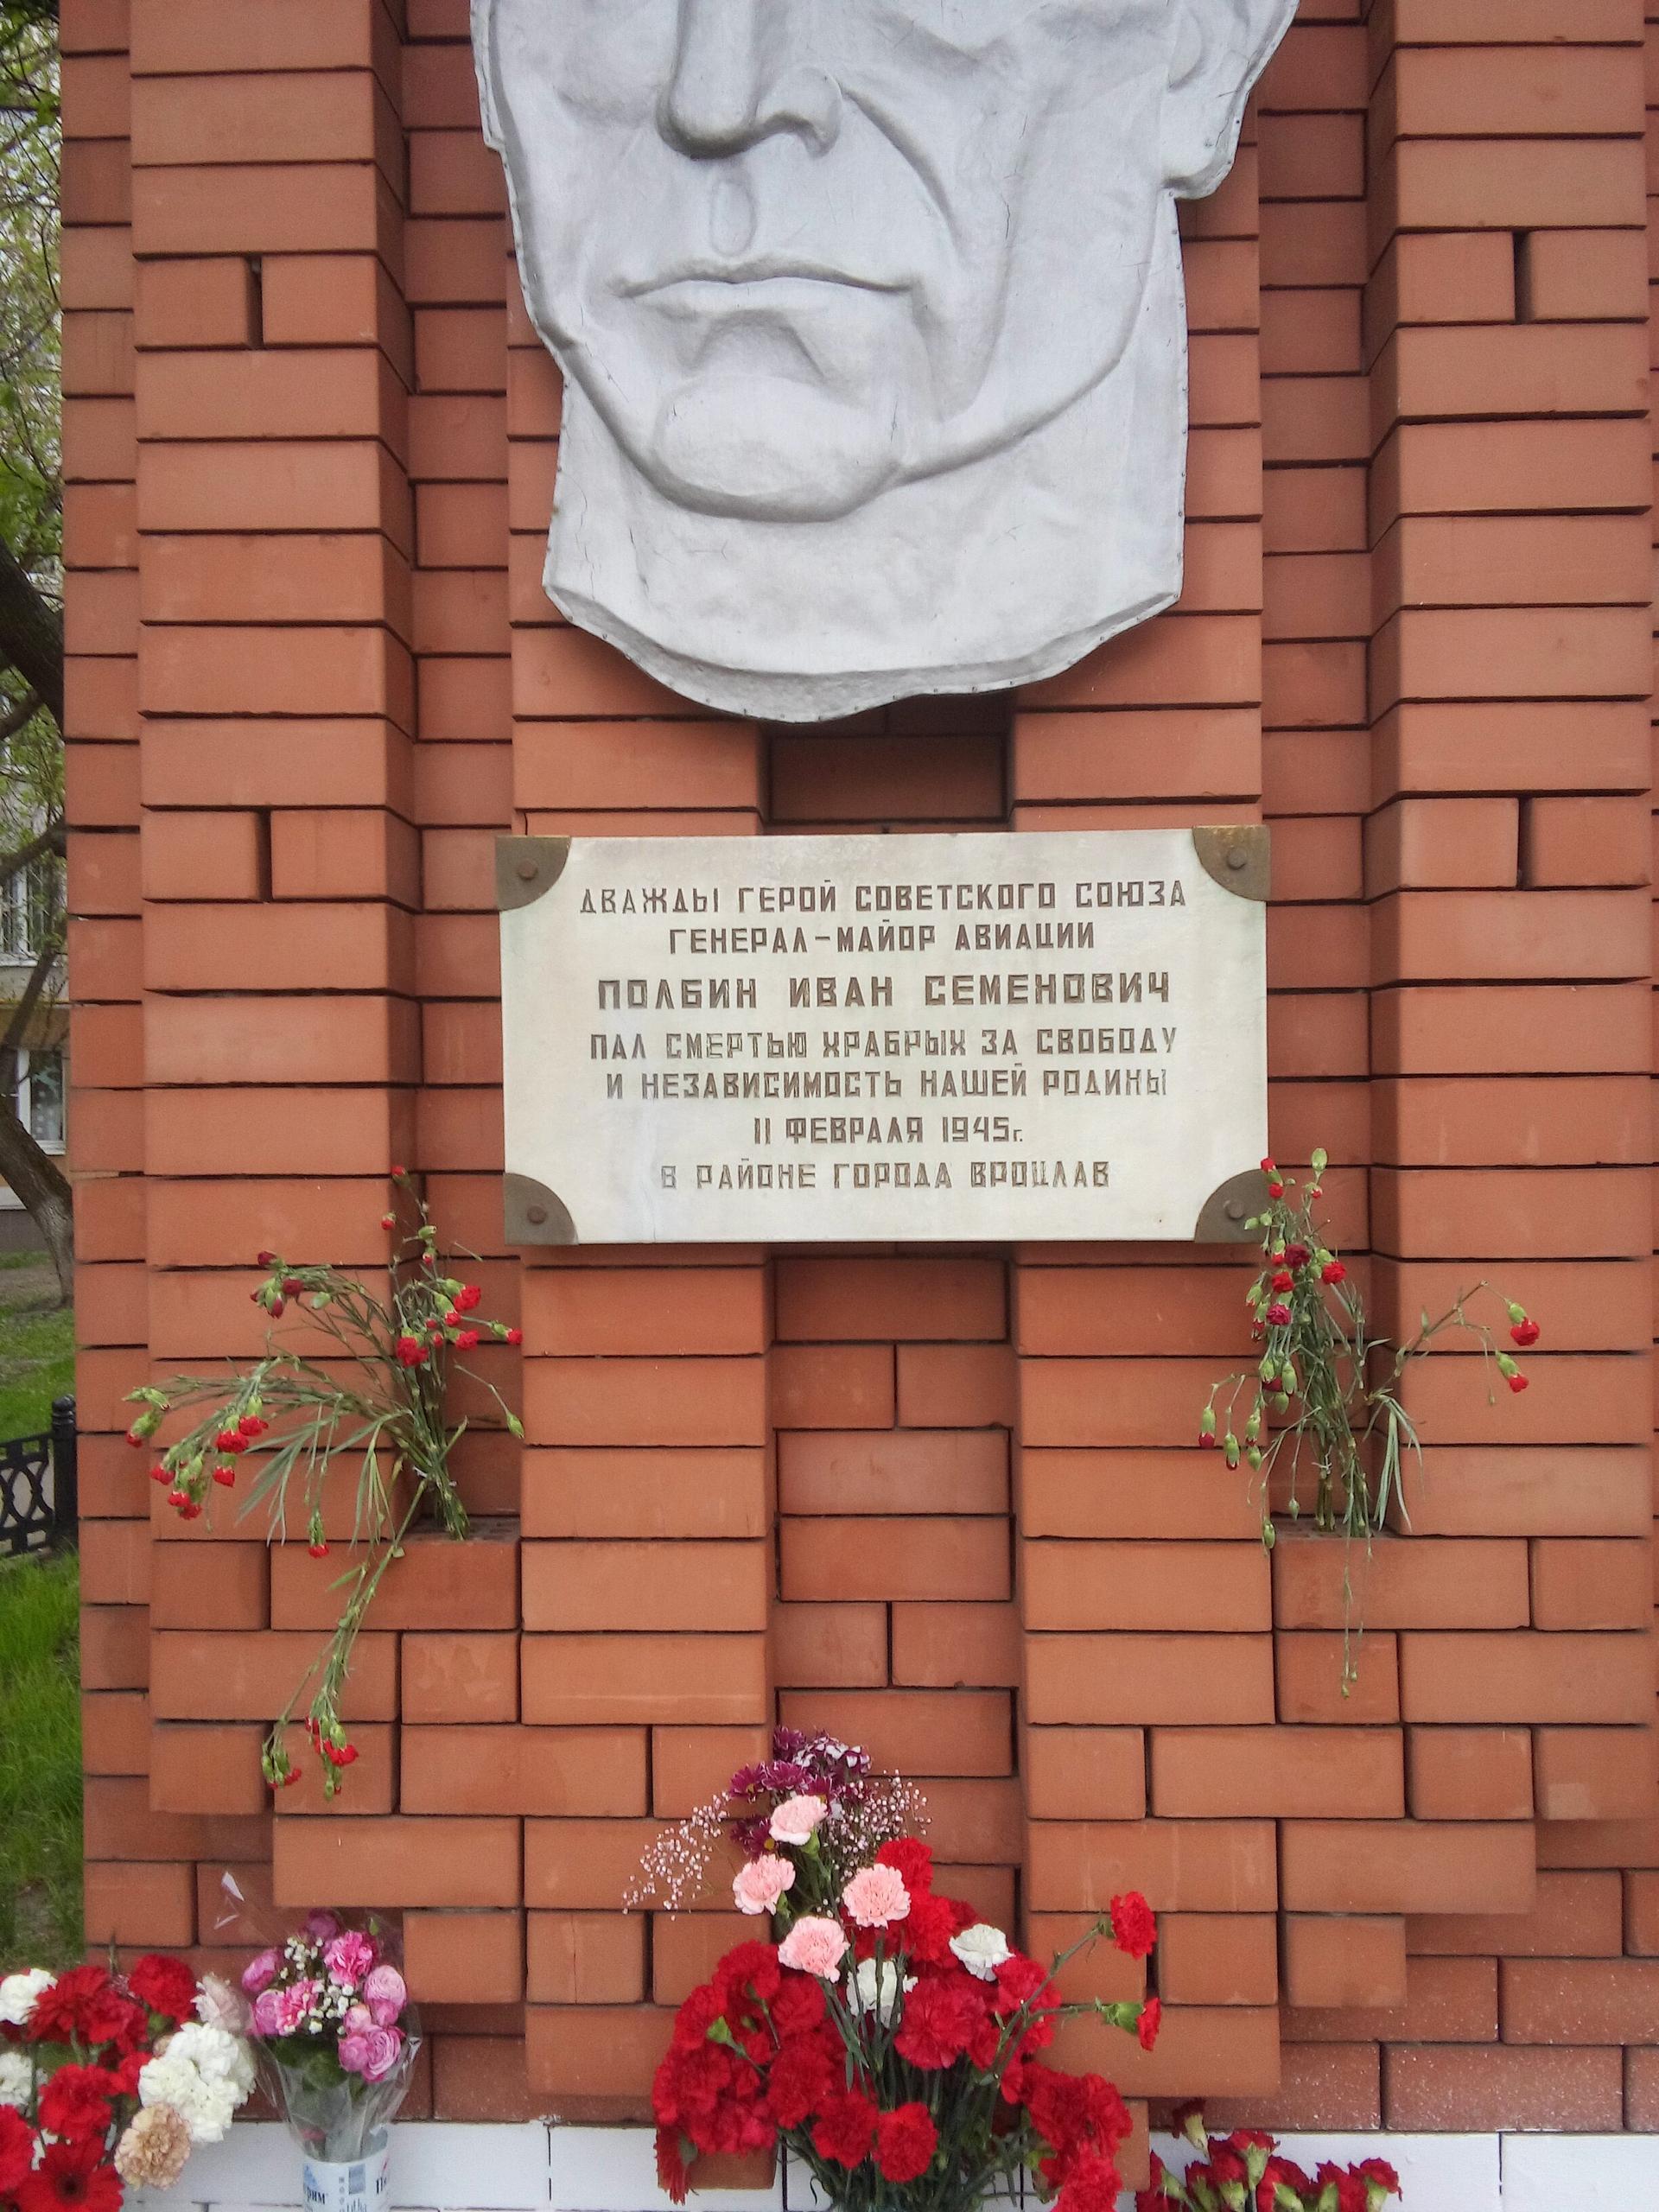 ДВАЖДЫ ГЕРОЙ СОВЕТСКОГО СОЮЗА
ГЕНЕРАЛ-МАЙОР АВИАЦИИ
ПОЛБИН ИВАН СЕМЕНОВИЧ
ПАЛ СМЕРТЬЮ ХРАБРЫХ ЗА СВОБОДУ
И НЕЗАВИСИМОСТЬ НАШЕЙ РОДИНЫ
11 ФЕВРАЛЯ 1945г.
В РАЙОНЕ ГОРОДА ВРОЦЛАВ